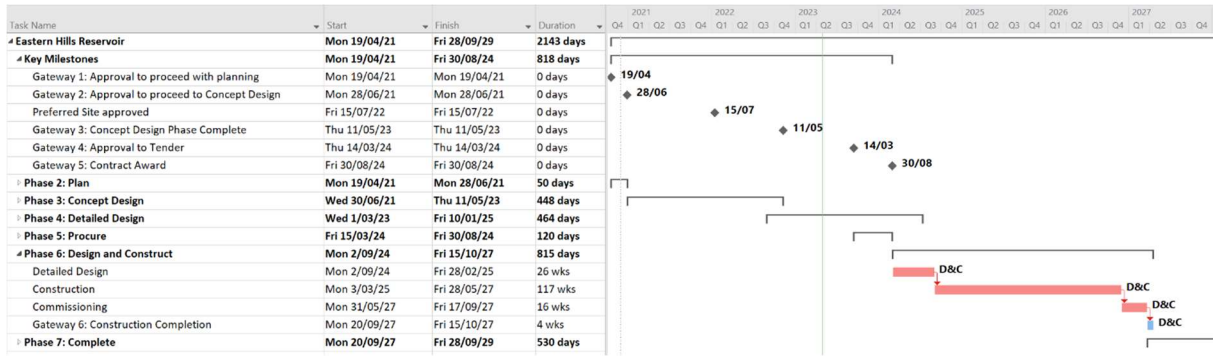 2021 2022 2023 2024 2025 2026 2027
Task Name Start Finish Duration Q4 Q1 Q2 Q3 Q4 Q1 Q2 Q3 Q4 Q1 Q2 Q3 Q4 Q1 Q2 Q3 Q4 Q1 Q2 Q3 Q4 Q1 Q2 Q3 Q4 Q1 Q2 Q3 Q4
Eastern Hills Reservoir Mon 19/04/21 Fri 28/09/29 2143 days
Key Milestones Mon 19/04/21 Fri 30/08/24 818 days
Gateway 1: Approval to proceed with planning Mon 19/04/21 Mon 19/04/21 0 days 19/04
Gateway 2: Approval to proceed to Concept Design Mon 28/06/21 Mon 28/06/21 0 days 28/06
Preferred Site approved Fri 15/07/22 Fri 15/07/22 0 days 15/07
Gateway 3: Concept Design Phase Complete Thu 11/05/23 Thu 11/05/23 0 days 11/05
Gateway 4: Approval to Tender Thu 14/03/24 Thu 14/03/24 0 days 14/03
Gateway 5: Contract Award Fri 30/08/24 Fri 30/08/24 0 days 30/08
Phase 2: Plan Mon 19/04/21 Mon 28/06/21 50 days
Phase 3: Concept Design Wed 30/06/21 Thu 11/05/23 448 days
Phase 4: Detailed Design Wed 1/03/23 Fri 10/01/25 464 days
Phase 5: Procure Fri 15/03/24 Fri 30/08/24 120 days
Phase 6: Design and Construct Mon 2/09/24 Fri 15/10/27 815 days
Detailed Design Mon 2/09/24 Fri 28/02/25 26 wks D&C
Construction Mon 3/03/25 Fri 28/05/27 117 wks D&C
Commissioning Mon 31/05/27 Fri 17/09/27 16 wks D&C
Gateway 6: Construction Completion Mon 20/09/27 Fri 15/10/27 4 wks D&C
Phase 7: Complete Mon 20/09/27 Fri 28/09/29 530 days